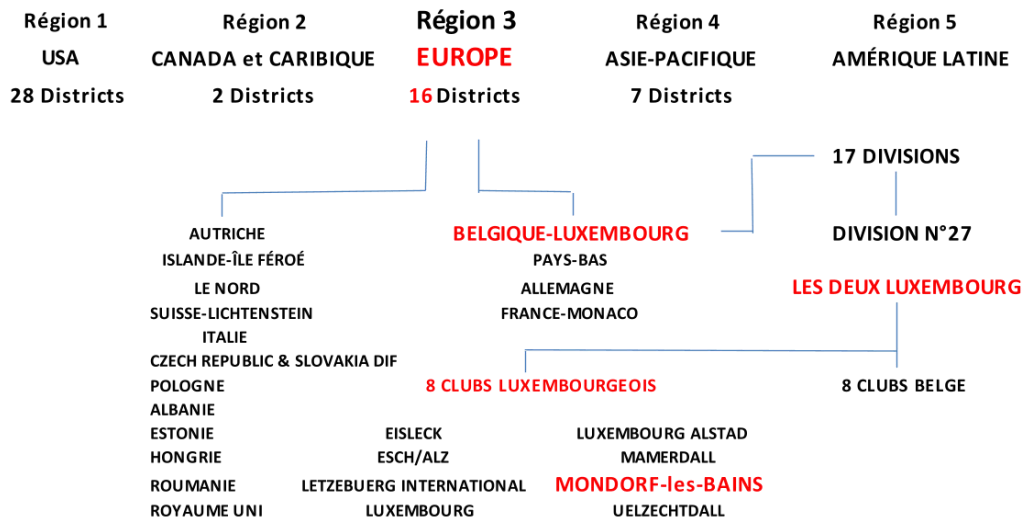 Région 1
USA
28 Districts
Région 2
CANADA et CARIBIQUE
2 Districts
Région 3
EUROPE
16 Districts
Région 4
ASIE-PACIFIQUE
7 Districts
Région 5
AMÉRIQUE LATINE
17 DIVISIONS
DIVISION N°27
LES DEUX LUXEMBOURG
AUTRICHE
ISLANDE-ÎLE FÉROÉ
LE NORD
SUISSE-LICHTENSTEIN
ITALIE
CZECH REPUBLIC & SLOVAKIA DIF
POLOGNE
ALBANIE
ESTONIE
HONGRIE
ROUMANIE
ROYAUME UNI
BELGIQUE-LUXEMBOURG
PAYS-BAS
ALLEMAGNE
FRANCE-MONACO
8 CLUBS LUXEMBOURGEOIS
8 CLUBS BELGE
EISLECK
ESCH/ALZ
LETZEBUERG INTERNATIONAL
LUXEMBOURG
LUXEMBOURG ALSTAD
MAMERDALL
MONDORF-les-BAINS
UELZECHTDALL